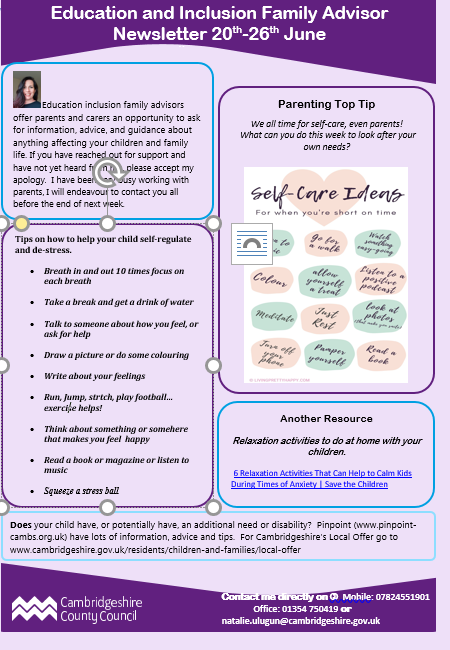 Education and Inclusion Family Advisor
Newsletter 20th-26th June
Education inclusion family advisors
offer parents and carers an opportunity to ask
for information, advice, and guidance about
anything affecting your children and family
life. If you have reached out for support and
have not yet heard from please accept my
apology. I have been busy working with
parents, I will endeavour to contact you all
before the end of next week.
Tips on how to help your child self-regulate
and de-stress.
Breath in and out 10 times focus on
each breath
Take a break and get a drink of water
Talk to someone about how you feel, or
ask for help
Draw a picture or do some colouring
Write about your feelings
Run, Jump, strtch, play football...
exercise helps!
Think about something or somehere
that makes you feel happy
Read a book or magazine or listen to
music
Squeeze a stress ball
Parenting Top Tip
We all time for self-care, even parents!
What can you do this week to look after your
own needs?
Self-Care Ideas
For when you're short on time
to
Go for a walk
Watch something easy-going
Colour
allow yourself a treat
Listen to a positive podcast
Meditate
Just Rest
Look at photos
Turn off your phone
Pamper yourself
Read a book
Another Resource
Relaxation activities to do at home with your
children.
6 Relaxation Activities That Can Help to Calm Kids
During Times of Anxiety | Save the Children
Does your child have, or potentially have, an additional need or disability? Pinpoint (www.pinpoint-
cambs.org.uk) have lots of information, advice and tips. For Cambridgeshire's Local Offer go to
www.cambridgeshire.gov.uk/residents/children-and-families/local-offer
Cambridgeshire
County Council
Contact me directly on Mobile: 07824551901
Office: 01354 750419 or
natalie.ulugun@cambridgeshire.gov.uk